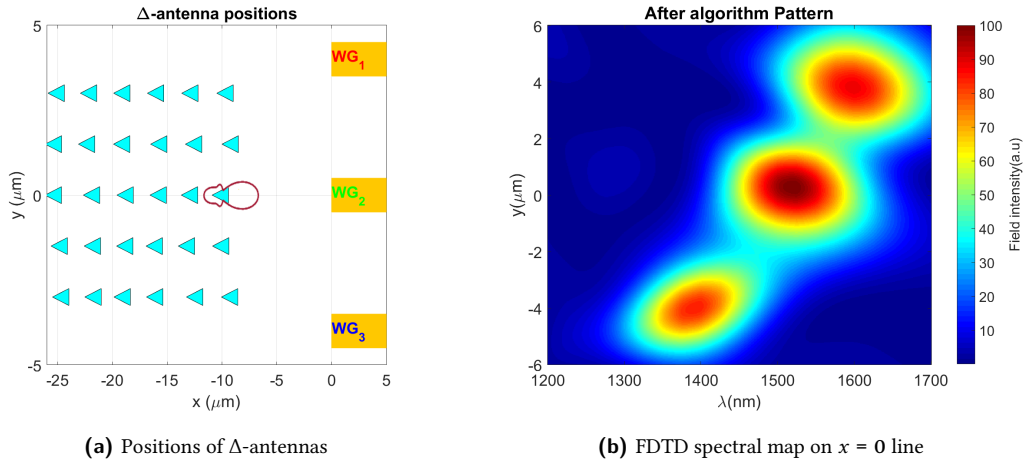 Δ-antenna positions
5
0
-5
y (μm)
WG1
WG2
WG3
-25 -20 -15 -10 -5 0 5
x (μm)
(a) Positions of Δ-antennas
After algorithm Pattern
6
4
2
0
-2
-4
-6
y(μm)
1200 1300 1400 1500 1600 1700
λ(nm)
100
90
80
70
60
50
40
30
20
10
Field intensity(a.u)
(b) FDTD spectral map on x = 0 line